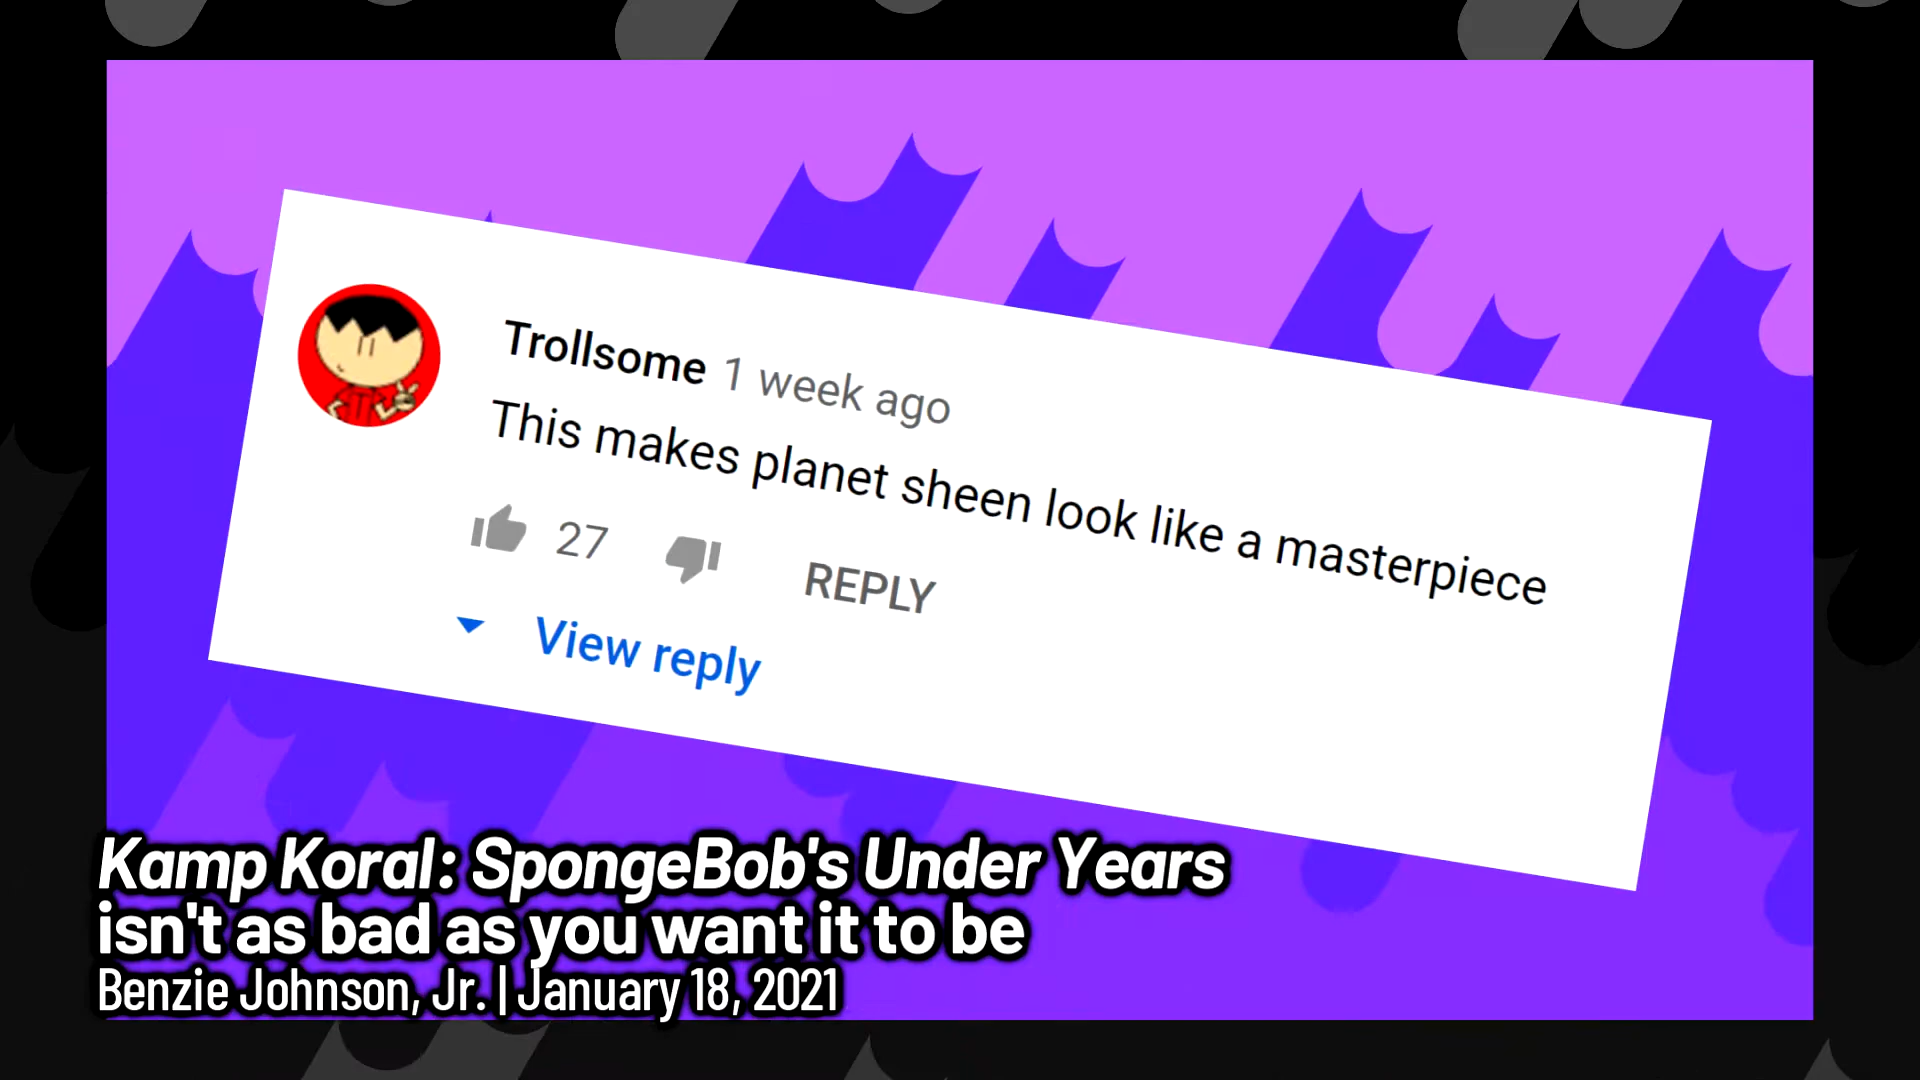 Trollsome 1 week ago
This makes planet sheen look like a masterpiece
27 REPLY
View reply
Kamp Koral: SpongeBob's Under Years
isn't as bad as you want it to be
Benzie Johnson, Jr. | January 18, 2021